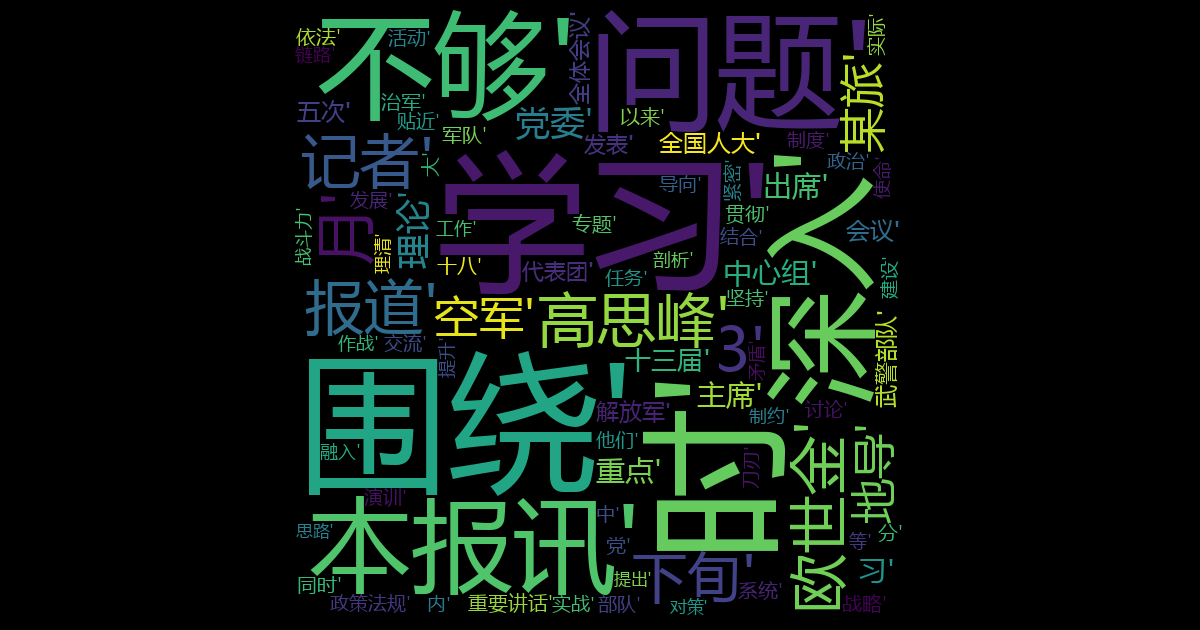 依法'
活动'
链路'
不够'
全体会议'
问题'
实际'
五次'
治军'
贴近'
军队'
党委'
以来'
发表'
全国人大'
制度'
某旅'
记者'
大'
学习'
导向'
紧密'
出席'
政治'
使命'
发展'
月'
理论'
工作'
专题'
贯彻'
结合'
深入'
会议'
战斗力'
理清'
十八'
代表团'
剖析'
任务'
中心组'
坚持'
建设'
报道'
空军'
高思峰'
3'
矛盾'
武警部队'
作战'
交流'
提升'
十三届'
主席'
围绕'
解放军'
时'
制约'
讨论'
他们'
融入'
重点'
刀刃'
欧世金'
地导'
演训'
本报讯'
中'
思路'
党'
等'
分'
同时'
提出'
下旬'
系统'
习'
政策法规'
内'
重要讲话'
实战'
部队'
对策'
战略'